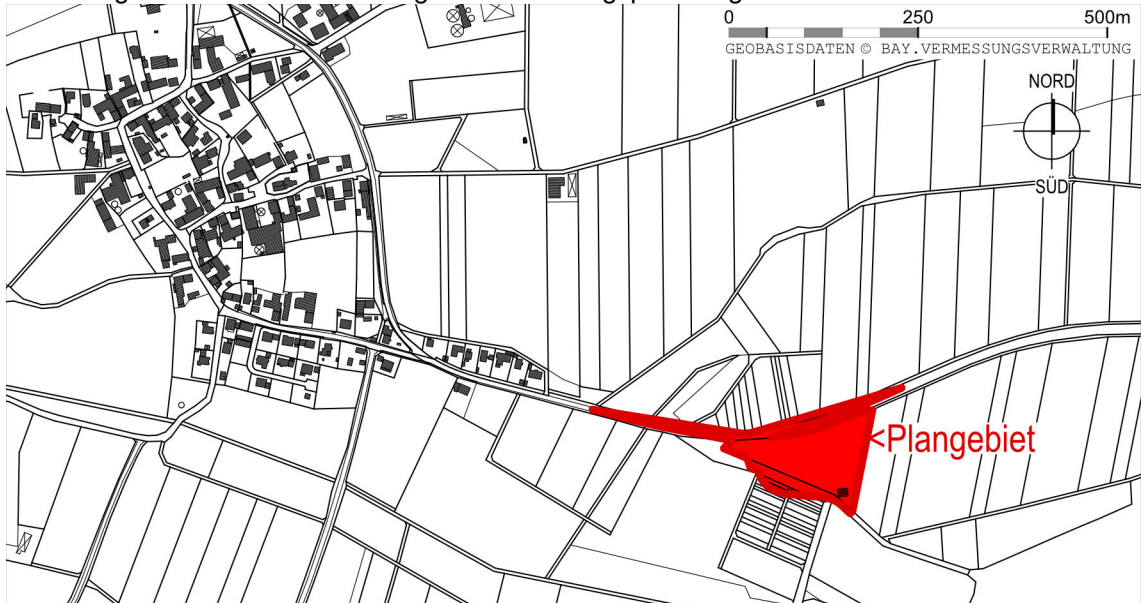 0 250 500m
GEOBASISDATEN © BAY.VERMESSUNGSVERWALTUNG
NORD
SÜD
<Plangebiet